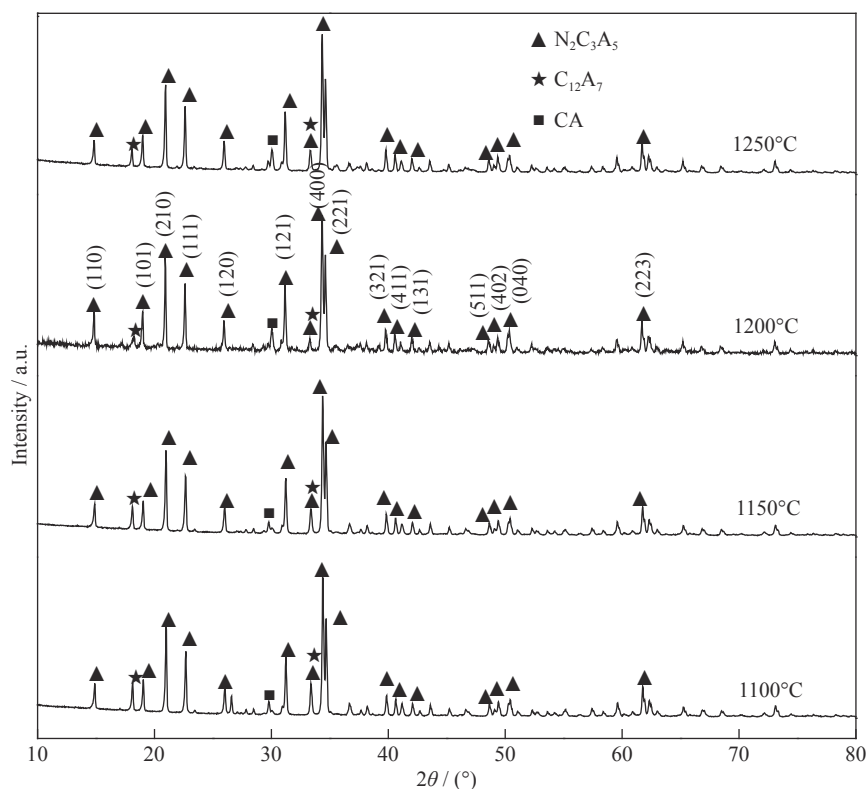 ▲ N₂C₃A₅
★ C₁₂A₇
■ CA
1250°C
(110)
(101)
(210)
(111)
(120)
(121)
(400)
(221)
(321)
(411)
(131)
(511)
(402)
(040)
(223)
1200°C
1150°C
1100°C
Intensity / a.u.
10 20 30 40 50 60 70 80
2θ / (°)